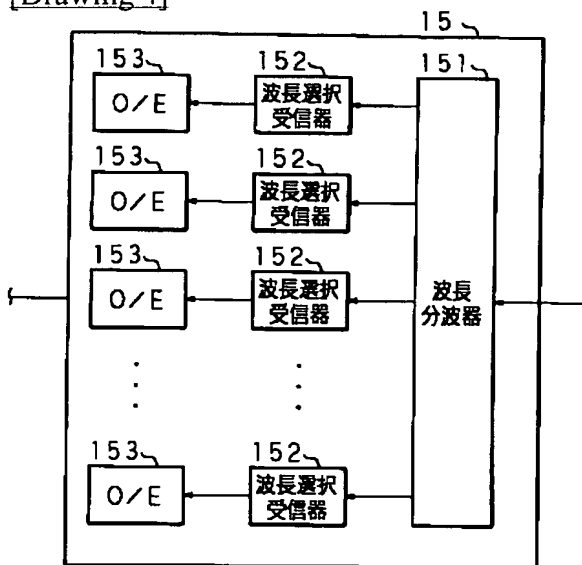 [Drawing 4]
15
153 152 151
O/E 波長選択
受信器
153 152
O/E 波長選択
受信器
153 152
O/E 波長選択
受信器
波長
分波器
153 152
O/E 波長選択
受信器